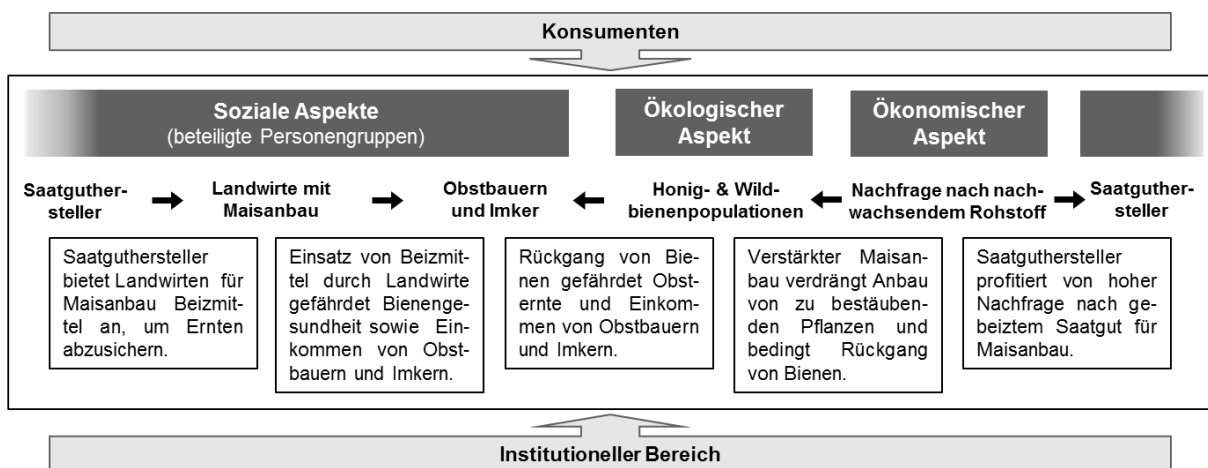 Konsumenten
Soziale Aspekte
(beteiligte Personengruppen)
Ökologischer
Aspekt
Ökonomischer
Aspekt
Saatguther-
steller
Landwirte mit
Maisanbau
Obstbauern
und Imker
Honig- & Wild-
bienenpopulationen
Nachfrage nach nach-
wachsendem Rohstoff
Saatguther-
steller
Saatguthersteller
bietet Landwirten für
Maisanbau Beizmit-
tel an, um Ernten
abzusichern.
Einsatz von Beizmit-
tel durch Landwirte
gefährdet Bienenge-
sundheit sowie Ein-
kommen von Obst-
bauern und Imkern.
Rückgang von Bie-
nen gefährdet Obst-
ernte und Einkom-
men von Obstbauern
und Imkern.
Verstärkter Maisan-
bau verdrängt Anbau
von zu bestäuben-
den Pflanzen und
bedingt Rückgang
von Bienen.
Saatguthersteller
profitiert von hoher
Nachfrage nach ge-
beiztem Saatgut für
Maisanbau.
Institutioneller Bereich